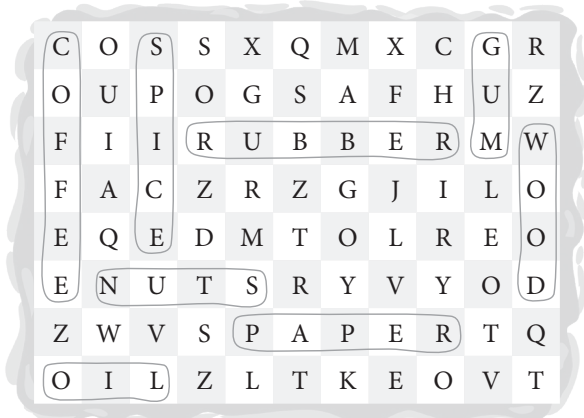 C O S S X Q M X C G R
O U P O G S A F H U Z
F I I R U B B E R M W
F A C Z R Z G J I L O
E Q E D M T O L R E O
E N U T S R Y V Y O D
Z W V S P A P E R T Q
O I L Z L T K E O V T